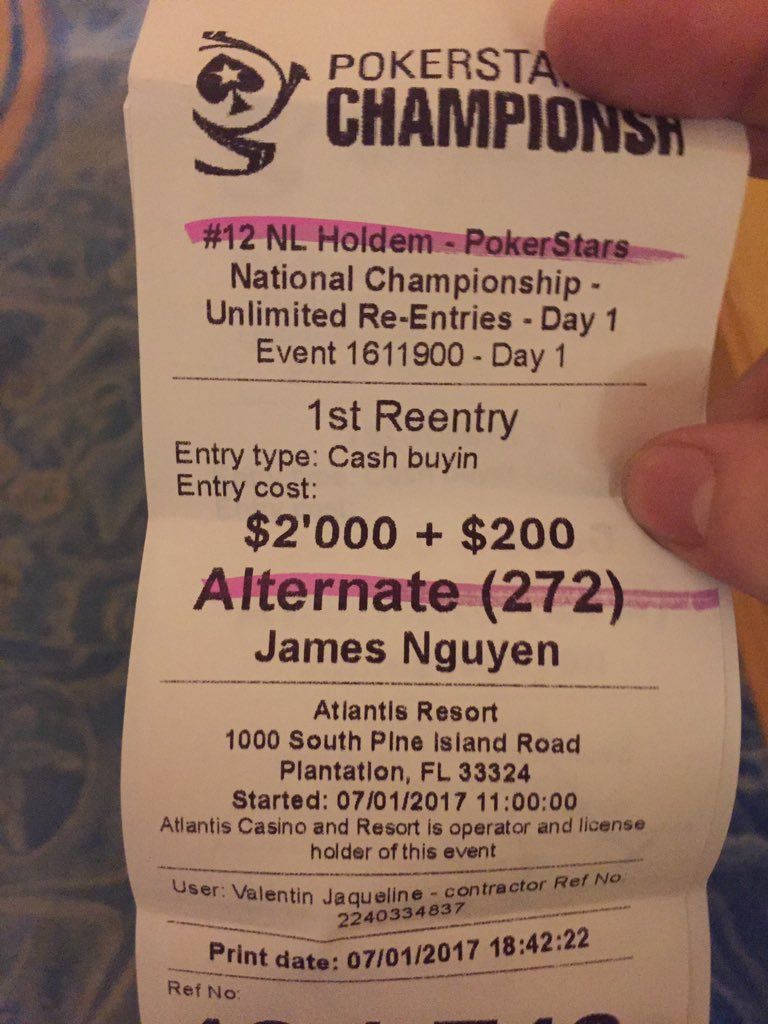 POKERSTA
CHAMPIONSH
#12 NL Holdem - PokerStars
National Championship -
Unlimited Re-Entries - Day 1
Event 1611900 - Day 1
1st Reentry
Entry type: Cash buyin
Entry cost:
$2'000 + $200
Alternate (272)
James Nguyen
Atlantis Resort
1000 South Pine Island Road
Plantation, FL 33324
Started: 07/01/2017 11:00:00
Atlantis Casino and Resort is operator and license
holder of this event
User: Valentin Jaqueline - contractor Ref No:
2240334837
Print date: 07/01/2017 18:42:22
Ref No: